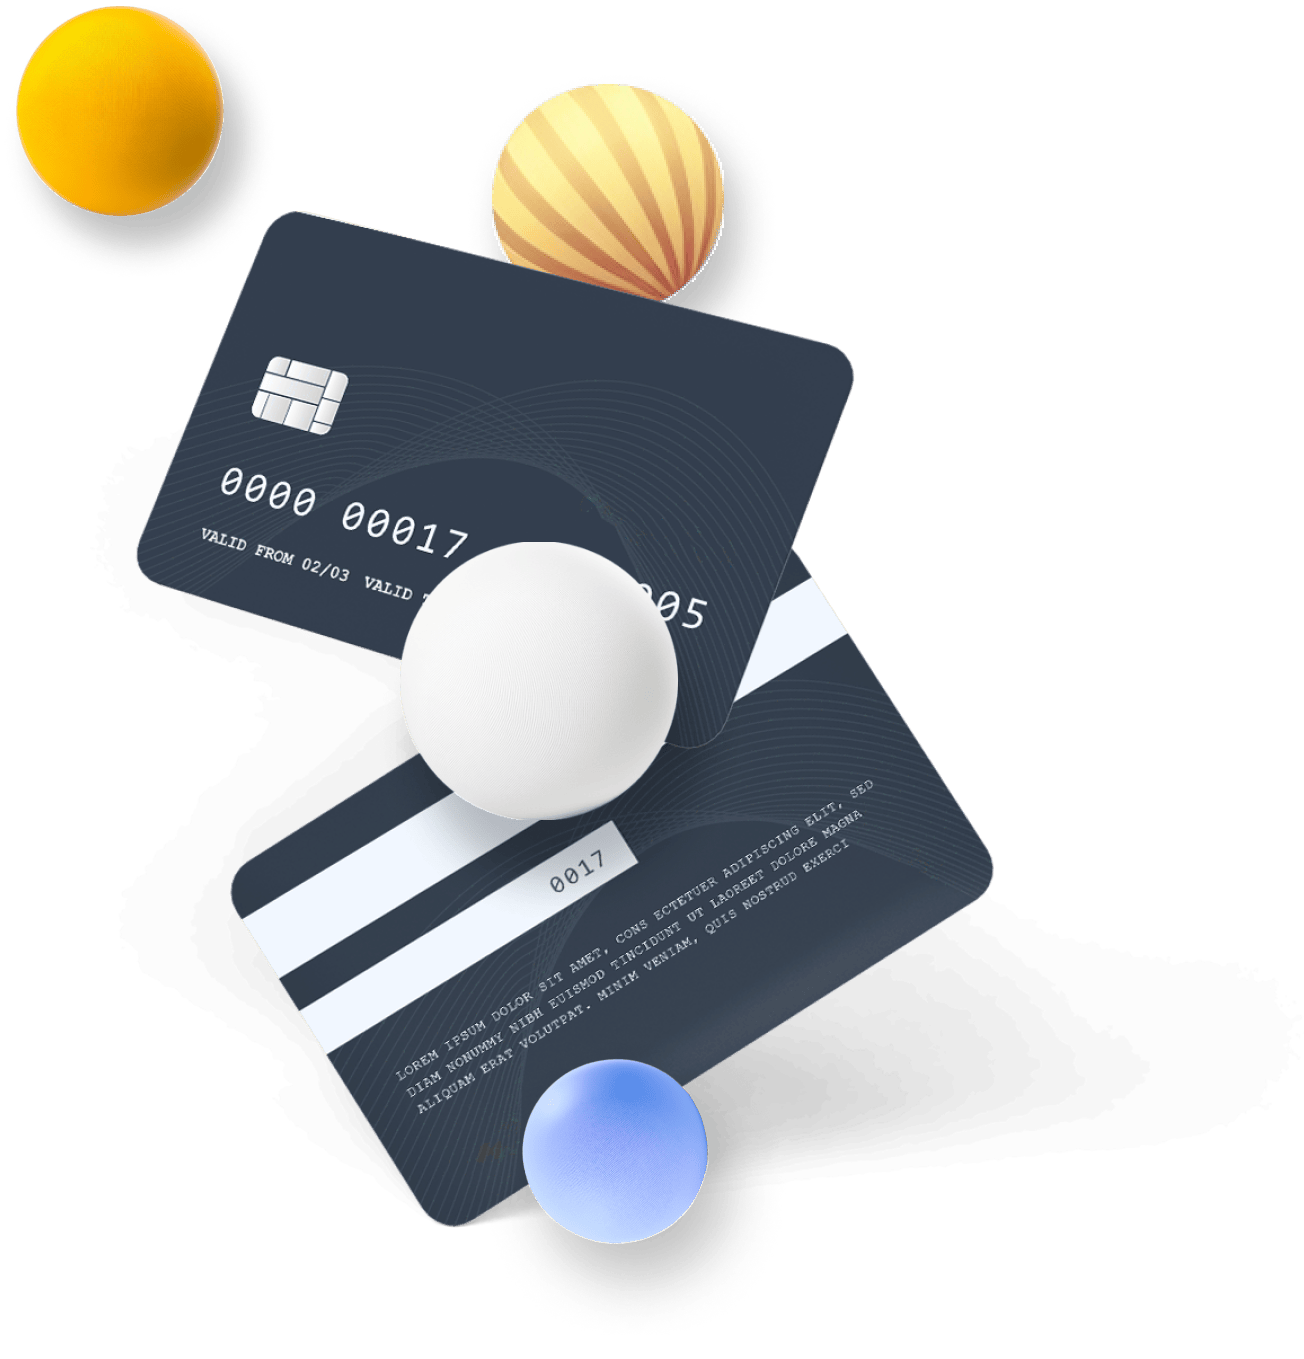 0000 00017 005
VALID FROM 02/03 VALID
0017
LOREM IPSUM DOLOR SIT AMET, CONS ECTETUER ADIPISCING ELIT, SED
DIAM NONUMMY NIBH EUISMOD TINCIDUNT UT LAOREET DOLORE MAGNA
ALIQUAM ERAT VOLUTPAT. MINIM VENIAM, QUIS NOSTRUD EXERCI